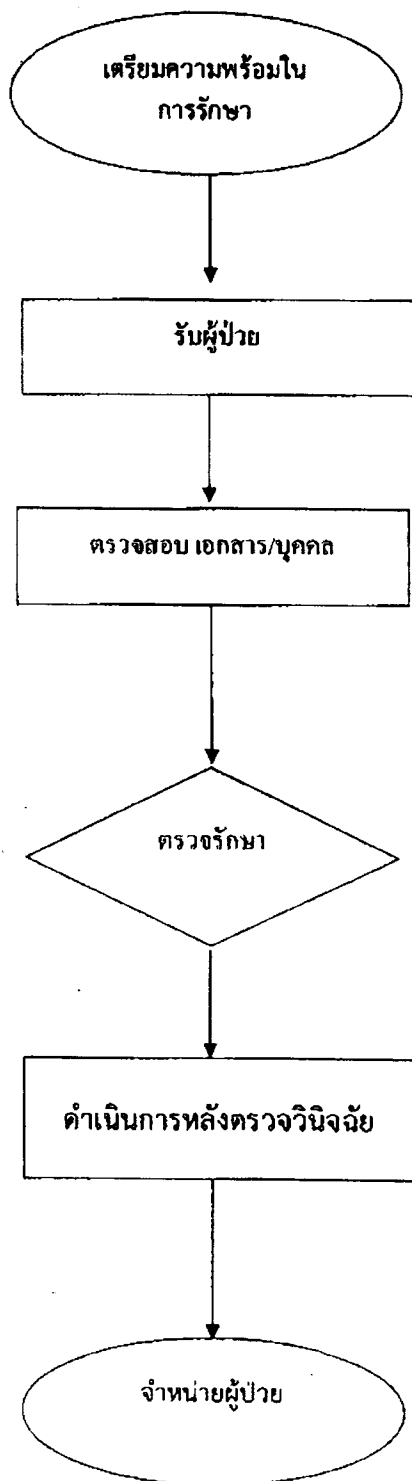 เตรียมความพร้อมใน
การรักษา
รับผู้ป่วย
ตรวจสอบ เอกสาร/บุคคล
ตรวจรักษา
ดำเนินการหลังตรวจวินิจฉัย
จำหน่ายผู้ป่วย